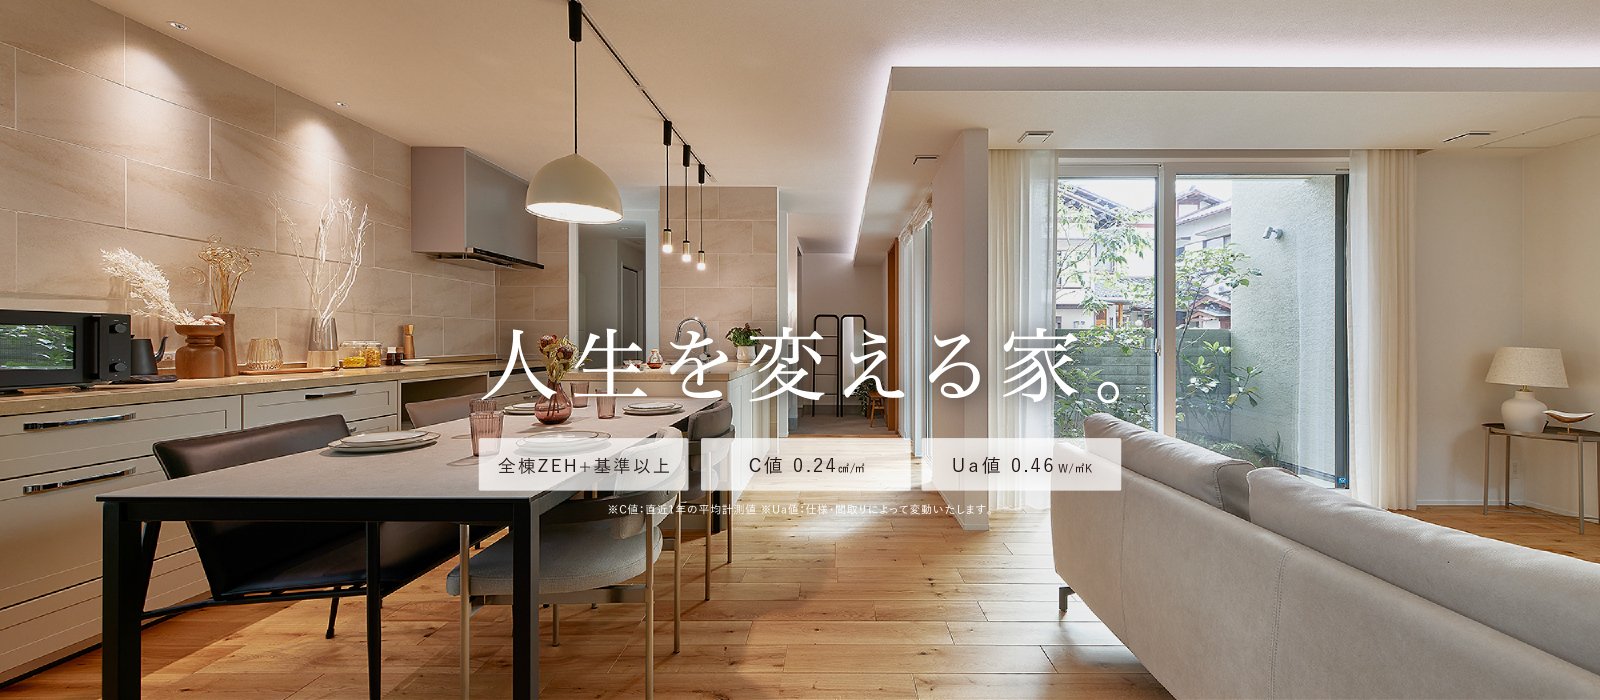 人生を変える家。
全棟ZEH+基準以上
C値 0.24㎠/㎡
Ua値 0.46W/㎡K
※C値：直近1年の平均計測値 ※Ua値：仕様・間取りによって変動いたします。